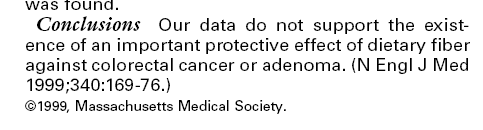 was found.
Conclusions Our data do not support the exist-
ence of an important protective effect of dietary fiber
against colorectal cancer or adenoma. (N Engl J Med
1999;340:169-76.)
©1999, Massachusetts Medical Society.